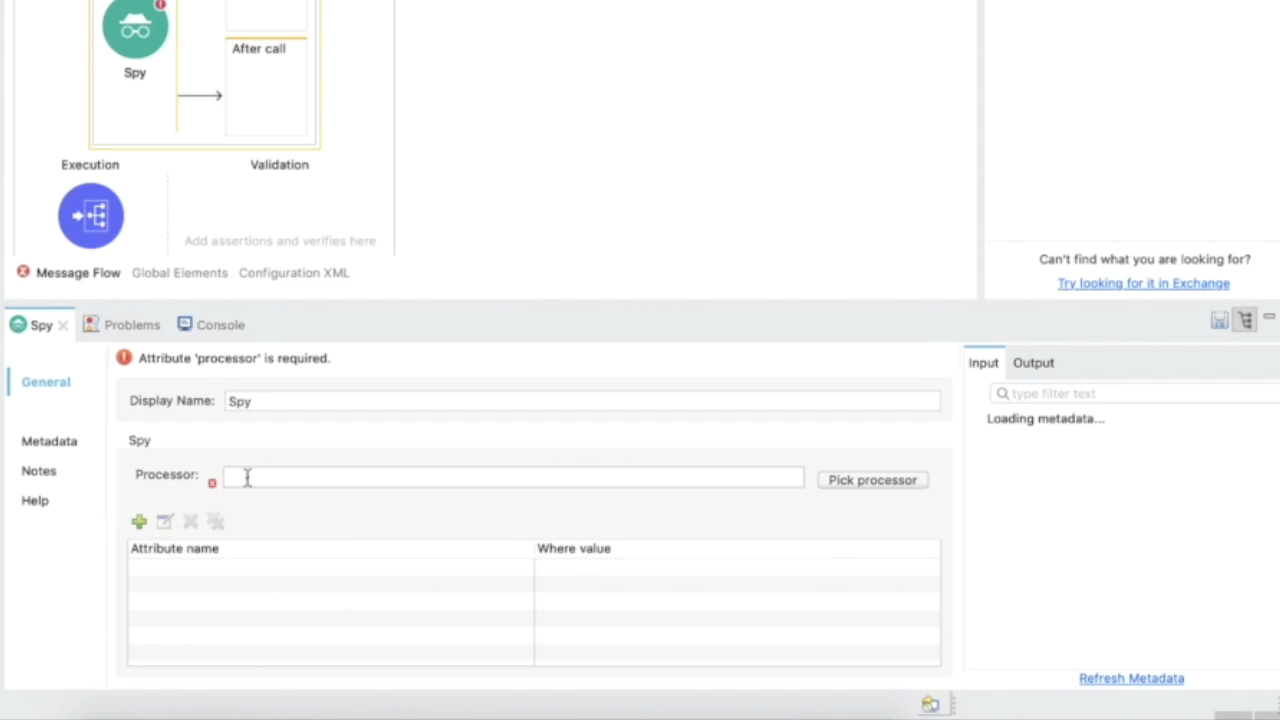 After call
Spy
Execution
Validation
Add assertions and verifies here
Message Flow
Global Elements
Configuration XML
Can't find what you are looking for?
Try looking for it in Exchange
Spy
Problems
Console
General
Metadata
Notes
Help
Attribute 'processor' is required.
Display Name:
Spy
Spy
Processor:
Pick processor
Attribute name
Where value
Input
Output
type filter text
Loading metadata...
Refresh Metadata